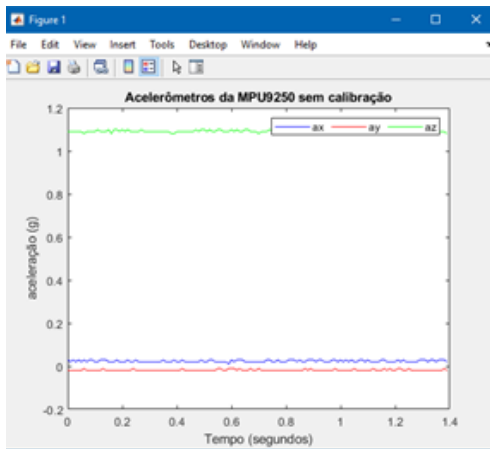 Figure 1
File Edit View Insert Tools Desktop Window Help
Acelerômetros da MPU9250 sem calibração
ax ay az
1.2
1
0.8
0.6
0.4
0.2
0
-0.2
aceleração (g)
0 0.2 0.4 0.6 0.8 1 1.2 1.4
Tempo (segundos)